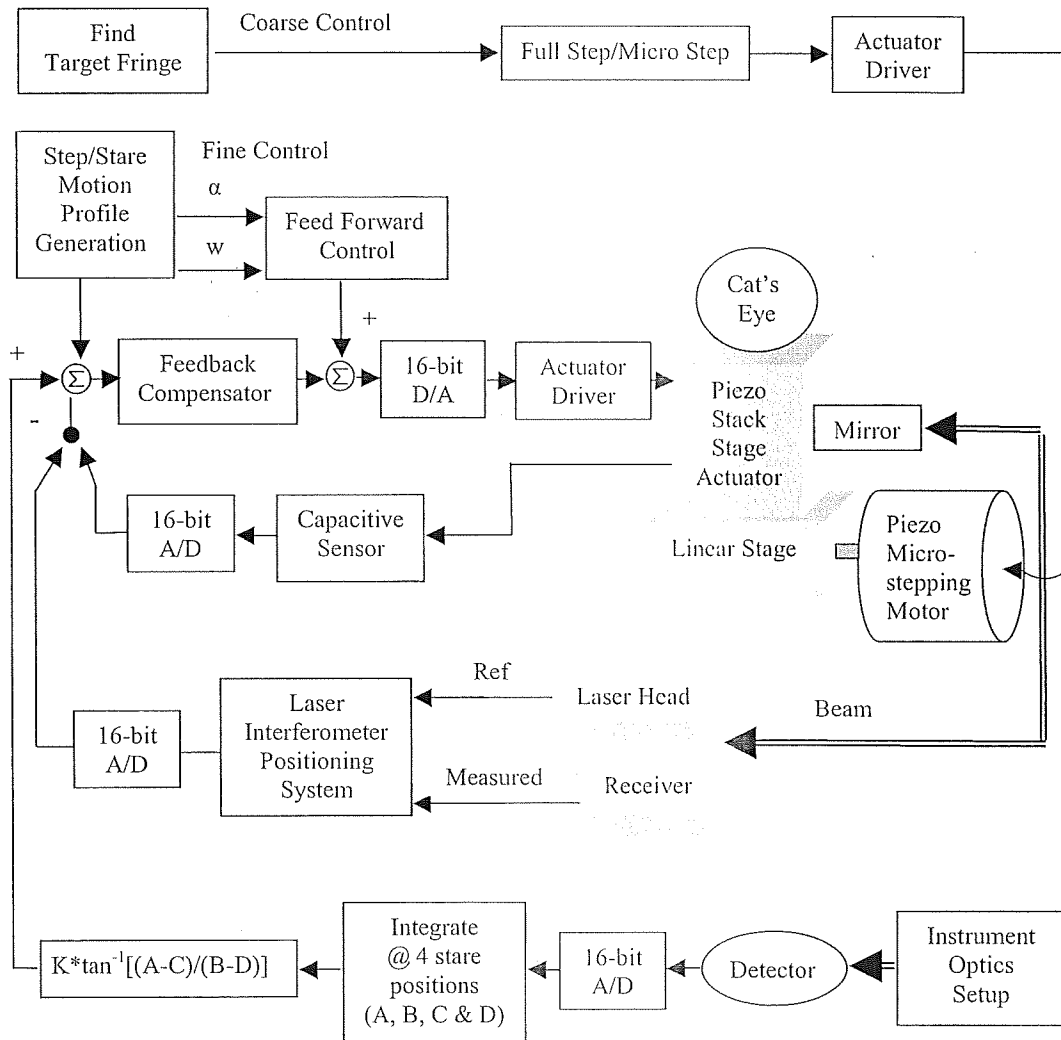 Find
Target Fringe
Coarse Control
Full Step/Micro Step
Actuator
Driver
Step/Stare
Motion
Profile
Generation
Fine Control
α
w
Feed Forward
Control
Cat's
Eye
+
+
Σ
Feedback
Compensator
Σ
16-bit
D/A
Actuator
Driver
Piezo
Stack
Stage
Actuator
Mirror
-
16-bit
A/D
Capacitive
Sensor
Linear Stage
Piezo
Micro-
stepping
Motor
16-bit
A/D
Laser
Interferometer
Positioning
System
Ref
Laser Head
Measured
Receiver
Beam
K*tan⁻¹[(A-C)/(B-D)]
Integrate
@ 4 stare
positions
(A, B, C & D)
16-bit
A/D
Detector
Instrument
Optics
Setup